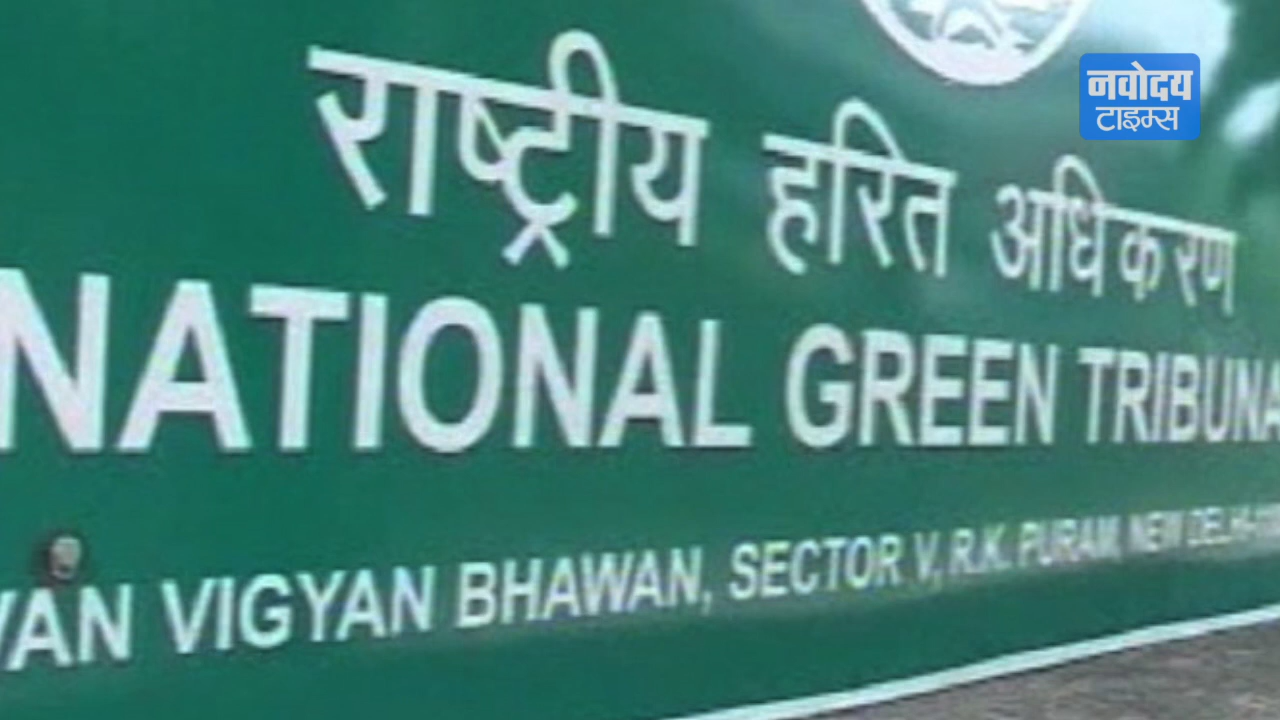 नवोदय
टाइम्स
राष्ट्रीय हरित अधिकरण
NATIONAL GREEN TRIBUNA
VAN VIGYAN BHAWAN, SECTOR V, R.K. PURAM, NEW DELHI